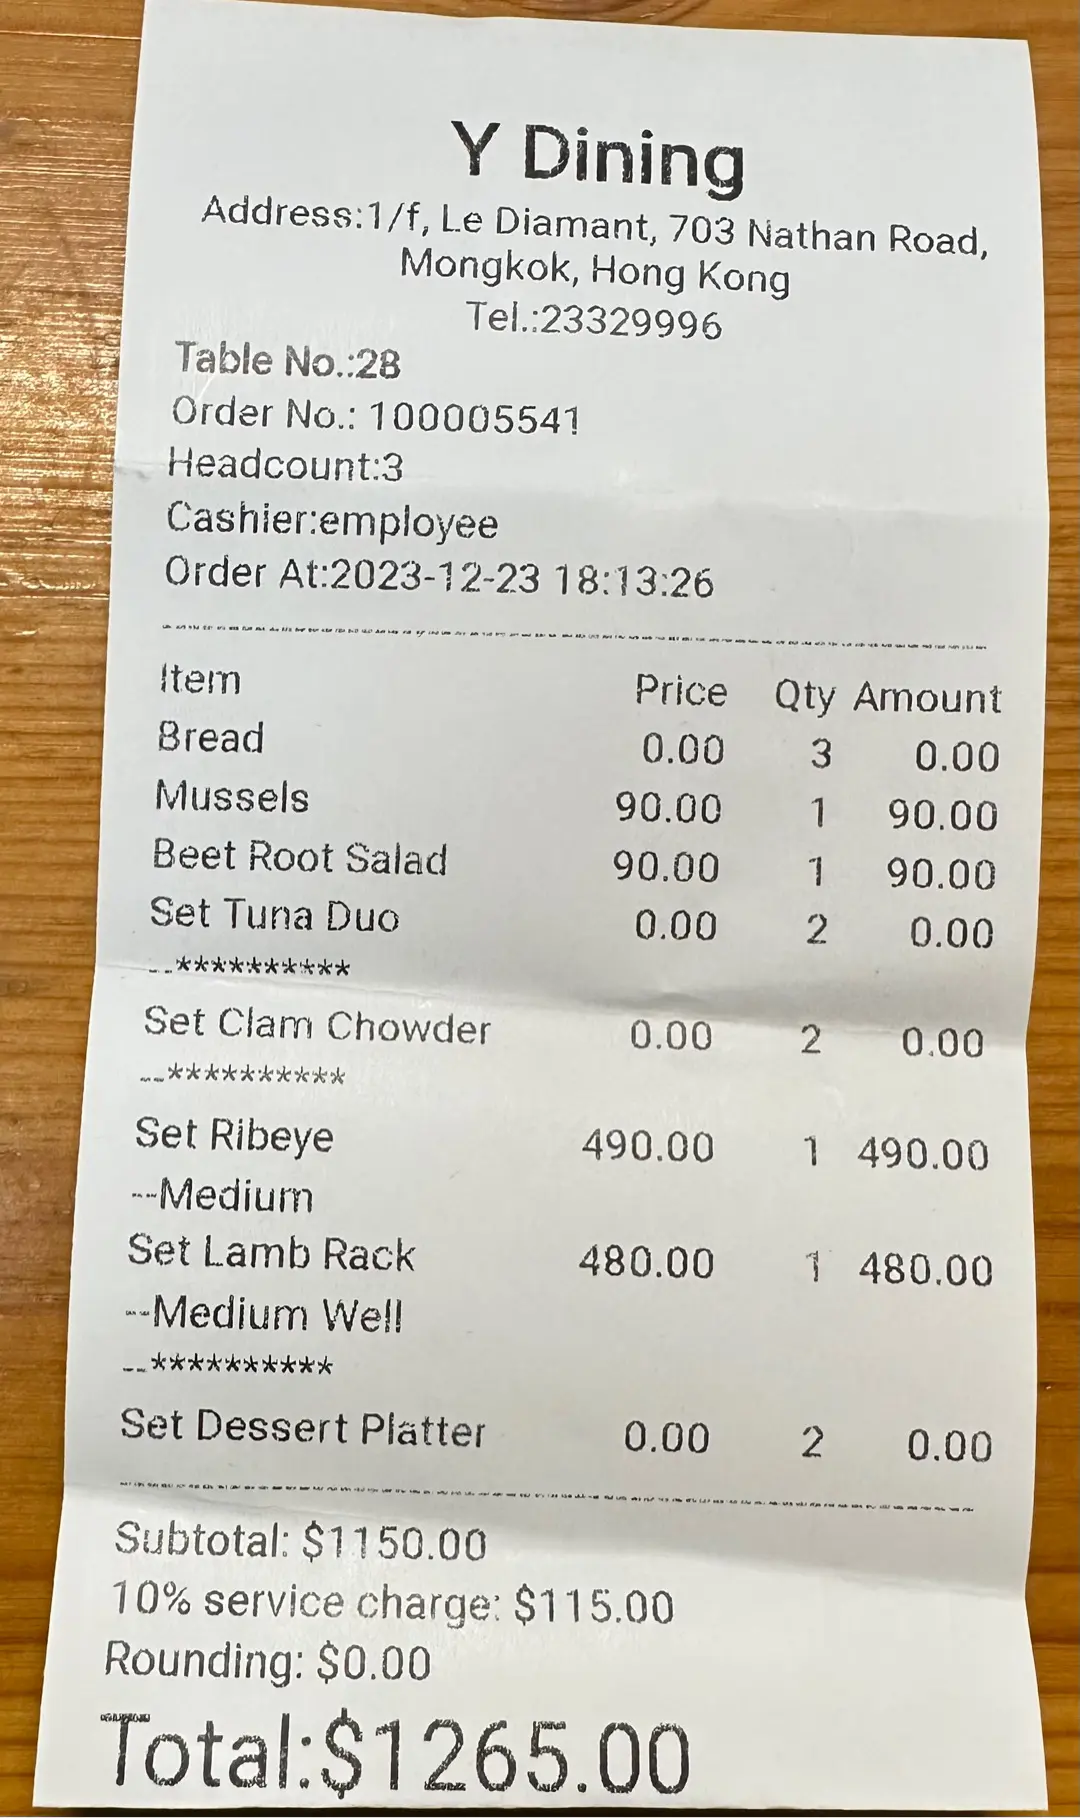 Y Dining
Address:1/f, Le Diamant, 703 Nathan Road,
Mongkok, Hong Kong
Tel.:23329996
Table No.:28
Order No.: 100005541
Headcount:3
Cashier:employee
Order At:2023-12-23 18:13:26
Item Price Qty Amount
Bread 0.00 3 0.00
Mussels 90.00 1 90.00
Beet Root Salad 90.00 1 90.00
Set Tuna Duo 0.00 2 0.00
--**********
Set Clam Chowder 0.00 2 0.00
--**********
Set Ribeye 490.00 1 490.00
--Medium
Set Lamb Rack 480.00 1 480.00
--Medium Well
--**********
Set Dessert Platter 0.00 2 0.00
Subtotal: $1150.00
10% service charge: $115.00
Rounding: $0.00
Total:$1265.00